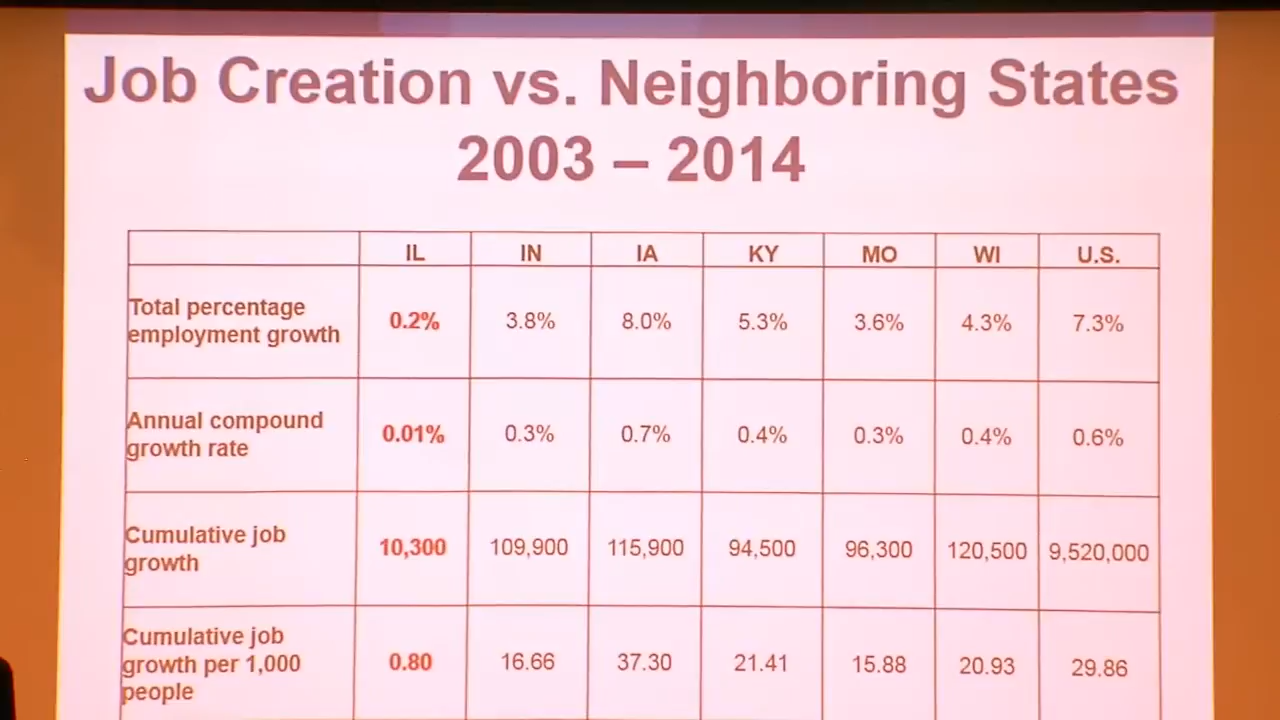 Job Creation vs. Neighboring States
2003 – 2014
IL IN IA KY MO WI U.S.
Total percentage
employment growth
0.2% 3.8% 8.0% 5.3% 3.6% 4.3% 7.3%
Annual compound
growth rate
0.01% 0.3% 0.7% 0.4% 0.3% 0.4% 0.6%
Cumulative job
growth
10,300 109,900 115,900 94,500 96,300 120,500 9,520,000
Cumulative job
growth per 1,000
people
0.80 16.66 37.30 21.41 15.88 20.93 29.86